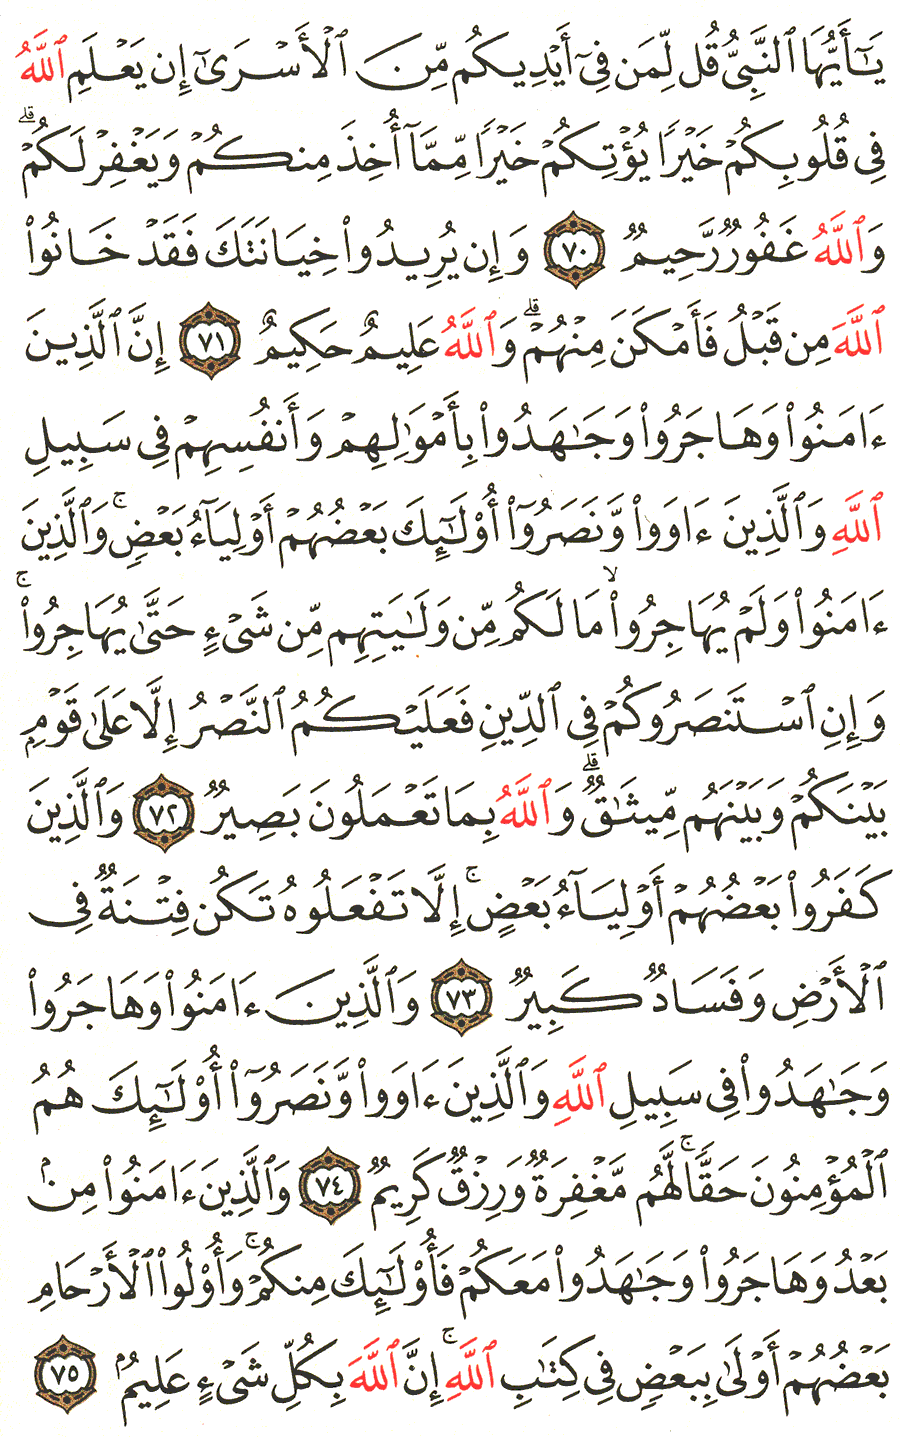 يَٰٓأَيُّهَا ٱلنَّبِىُّ قُل لِّمَن فِىٓ أَيْدِيكُم مِّنَ ٱلْأَسْرَىٰٓ إِن يَعْلَمِ ٱللَّهُ
فِى قُلُوبِكُمْ خَيْرًا يُؤْتِكُمْ خَيْرًا مِّمَّآ أُخِذَ مِنكُمْ وَيَغْفِرْ لَكُمْ ۗ
وَٱللَّهُ غَفُورٌ رَّحِيمٌ ٧٠ وَإِن يُرِيدُوا۟ خِيَانَتَكَ فَقَدْ خَانُوا۟
ٱللَّهَ مِن قَبْلُ فَأَمْكَنَ مِنْهُمْ ۗ وَٱللَّهُ عَلِيمٌ حَكِيمٌ ٧١ إِنَّ ٱلَّذِينَ
ءَامَنُوا۟ وَهَاجَرُوا۟ وَجَٰهَدُوا۟ بِأَمْوَٰلِهِمْ وَأَنفُسِهِمْ فِى سَبِيلِ
ٱللَّهِ وَٱلَّذِينَ ءَاوَوا۟ وَّنَصَرُوٓا۟ أُو۟لَٰٓئِكَ بَعْضُهُمْ أَوْلِيَآءُ بَعْضٍ ۚ وَٱلَّذِينَ
ءَامَنُوا۟ وَلَمْ يُهَاجِرُوا۟ ۙ مَا لَكُم مِّن وَلَٰيَتِهِم مِّن شَىْءٍ حَتَّىٰ يُهَاجِرُوا۟ ۚ
وَإِنِ ٱسْتَنصَرُوكُمْ فِى ٱلدِّينِ فَعَلَيْكُمُ ٱلنَّصْرُ إِلَّا عَلَىٰ قَوْمٍۭ
بَيْنَكُمْ وَبَيْنَهُم مِّيثَٰقٌ ۗ وَٱللَّهُ بِمَا تَعْمَلُونَ بَصِيرٌ ٧٢ وَٱلَّذِينَ
كَفَرُوا۟ بَعْضُهُمْ أَوْلِيَآءُ بَعْضٍ ۚ إِلَّا تَفْعَلُوهُ تَكُن فِتْنَةٌ فِى
ٱلْأَرْضِ وَفَسَادٌ كَبِيرٌ ٧٣ وَٱلَّذِينَ ءَامَنُوا۟ وَهَاجَرُوا۟
وَجَٰهَدُوا۟ فِى سَبِيلِ ٱللَّهِ وَٱلَّذِينَ ءَاوَوا۟ وَّنَصَرُوٓا۟ أُو۟لَٰٓئِكَ هُمُ
ٱلْمُؤْمِنُونَ حَقًّا ۚ لَّهُم مَّغْفِرَةٌ وَرِزْقٌ كَرِيمٌ ٧٤ وَٱلَّذِينَ ءَامَنُوا۟ مِنۢ
بَعْدُ وَهَاجَرُوا۟ وَجَٰهَدُوا۟ مَعَكُمْ فَأُو۟لَٰٓئِكَ مِنكُمْ ۚ وَأُو۟لُوا۟ ٱلْأَرْحَامِ
بَعْضُهُمْ أَوْلَىٰ بِبَعْضٍ فِى كِتَٰبِ ٱللَّهِ ۚ إِنَّ ٱللَّهَ بِكُلِّ شَىْءٍ عَلِيمٌۢ ٧٥